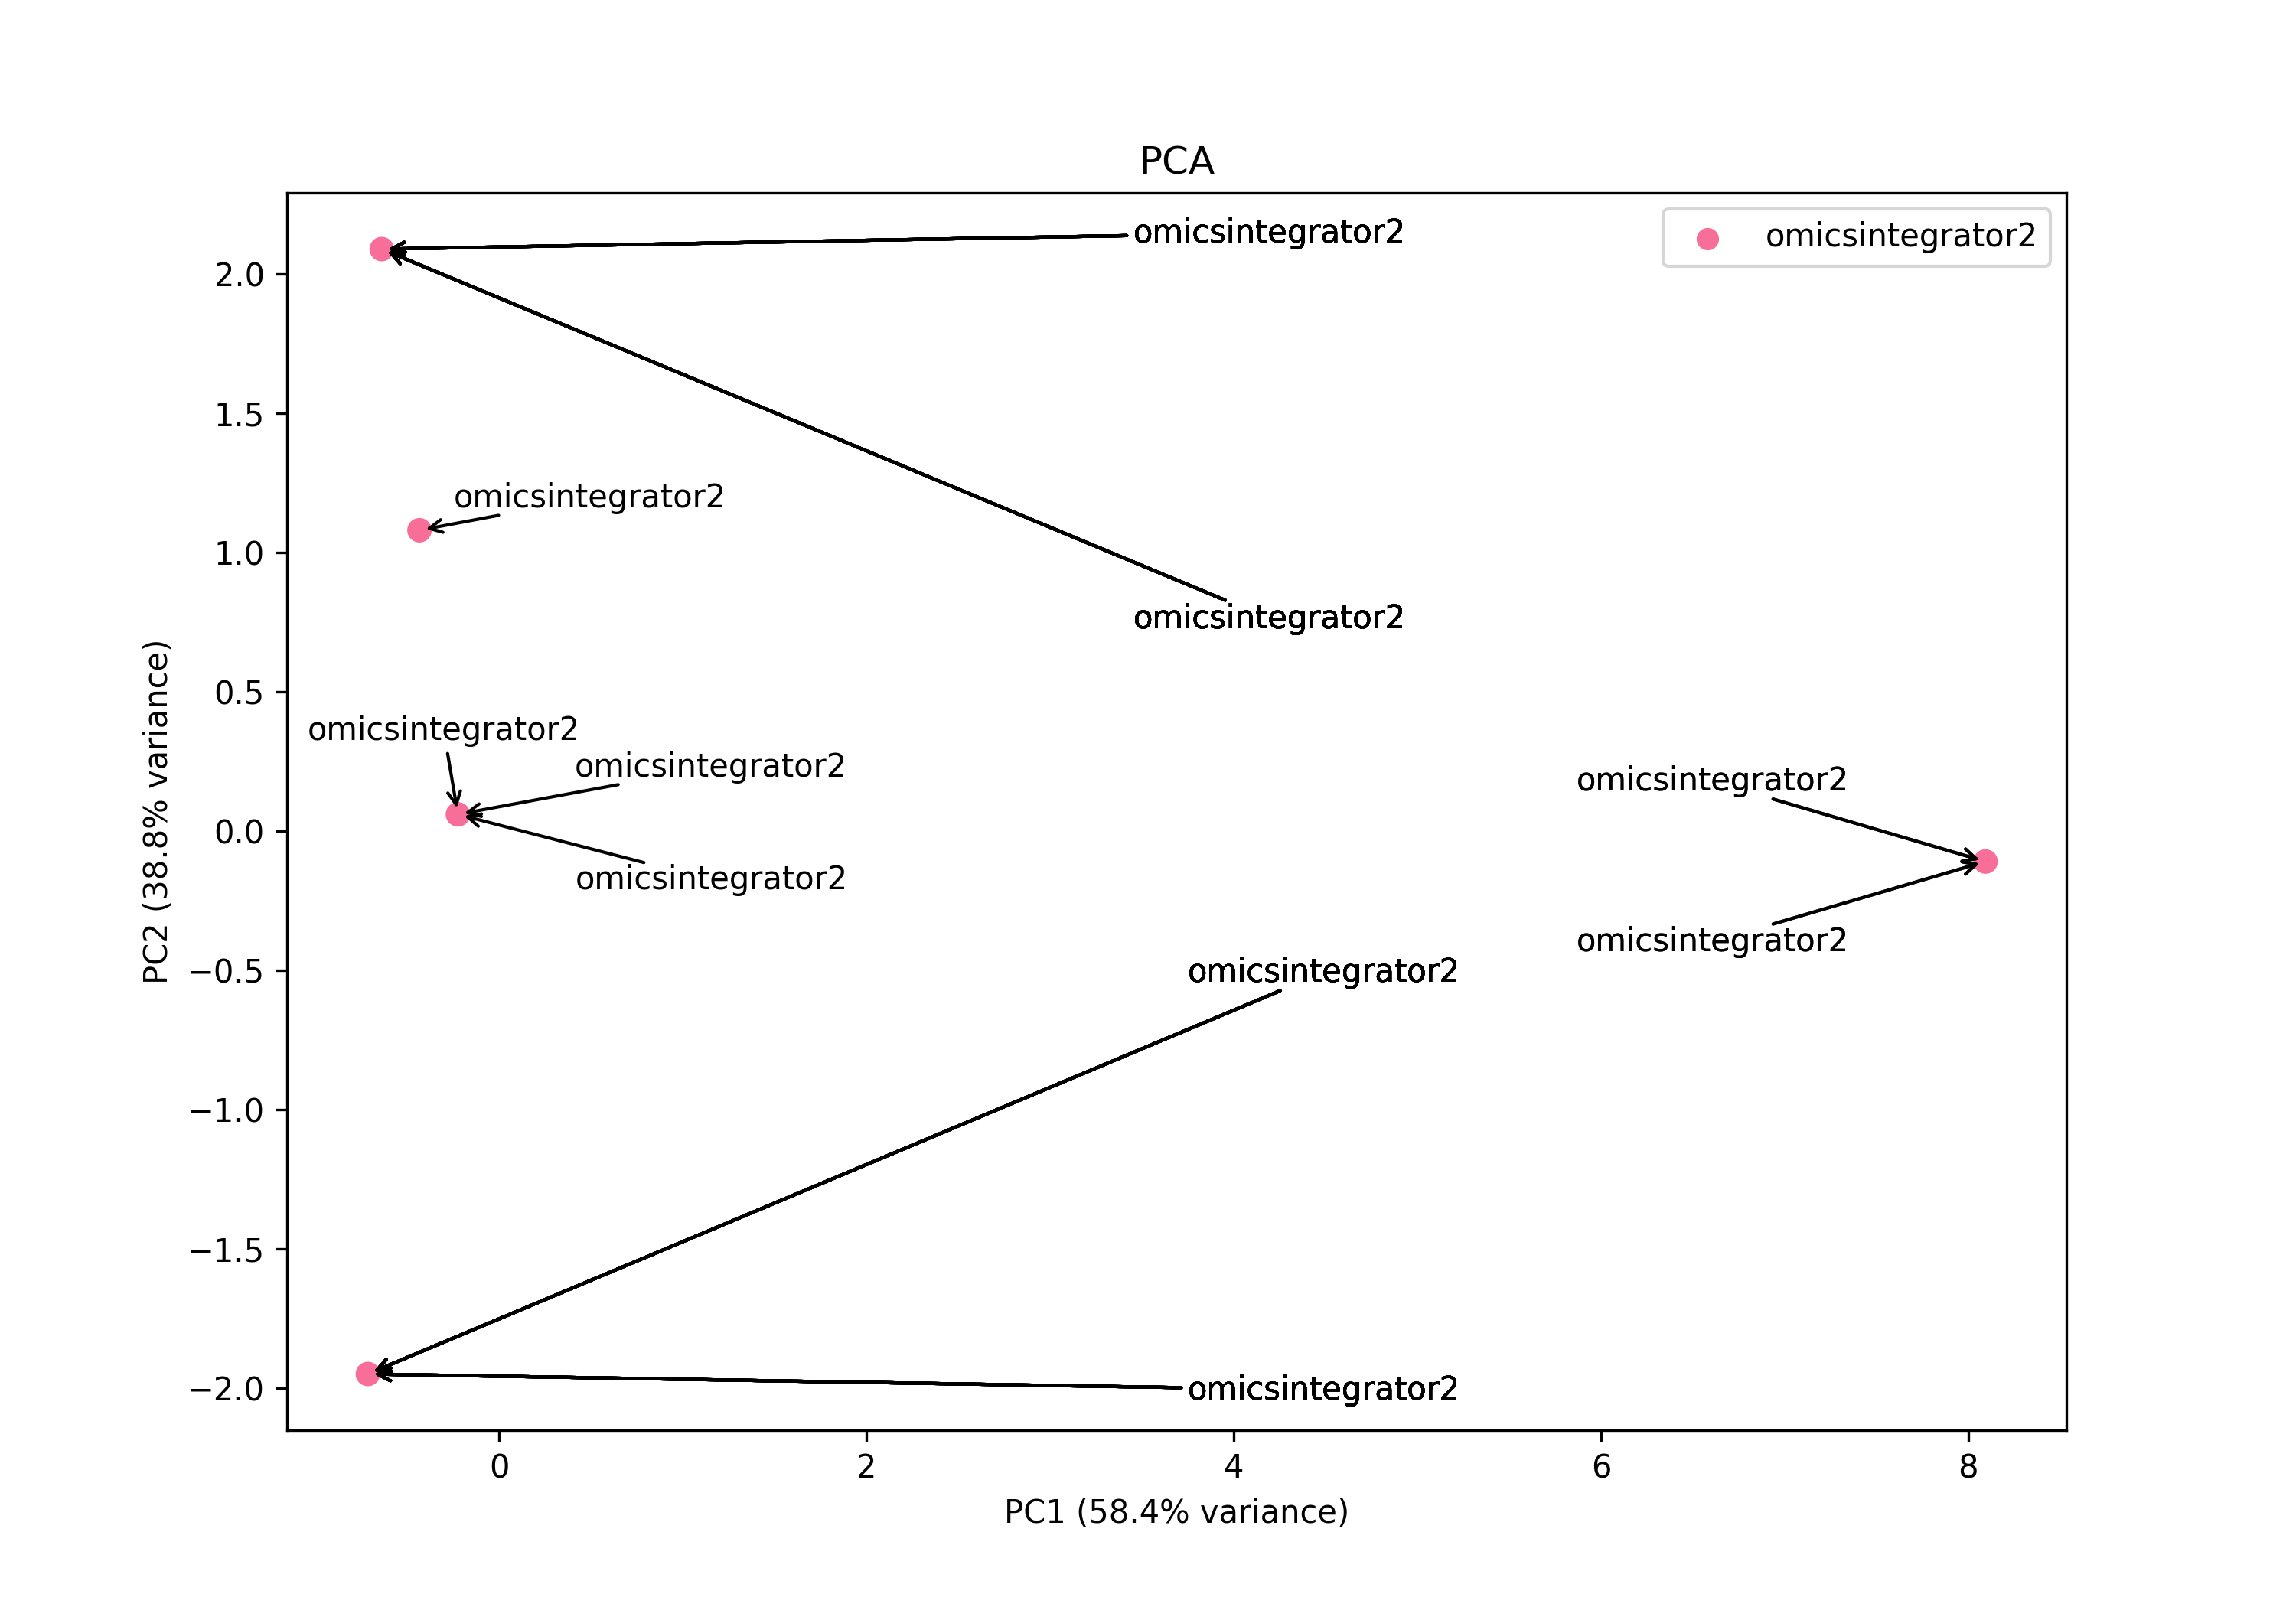 PCA
omicsintegrator2
omicsintegrator2
2.0
1.5
omicsintegrator2
1.0
omicsintegrator2
0.5
omicsintegrator2
omicsintegrator2
omicsintegrator2
0.0
omicsintegrator2
omicsintegrator2
−0.5
omicsintegrator2
−1.0
−1.5
−2.0
omicsintegrator2
PC2 (38.8% variance)
0 2 4 6 8
PC1 (58.4% variance)